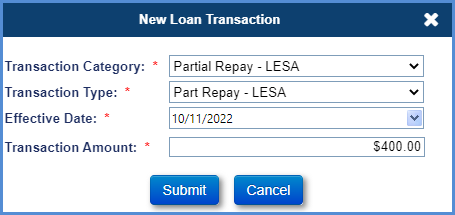 New Loan Transaction
Transaction Category: * Partial Repay - LESA
Transaction Type: * Part Repay - LESA
Effective Date: * 10/11/2022
Transaction Amount: * $400.00
Submit Cancel